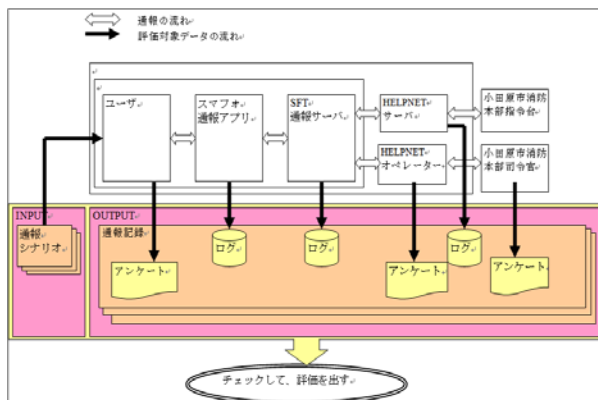 通報の流れ
評価対象データの流れ
ユーザ
スマフォ
通報アプリ
SFT
通報サーバ
HELPNET
サーバ
小田原市消防
本部指令台
HELPNET
オペレーター
小田原市消防
本部司令官
INPUT
通報
シナリオ
OUTPUT
通報記録
アンケート
ログ
ログ
アンケート
ログ
アンケート
チェックして、評価を出す